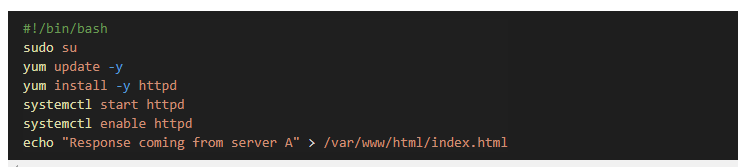 #!/bin/bash
sudo su
yum update -y
yum install -y httpd
systemctl start httpd
systemctl enable httpd
echo "Response coming from server A" > /var/www/html/index.html